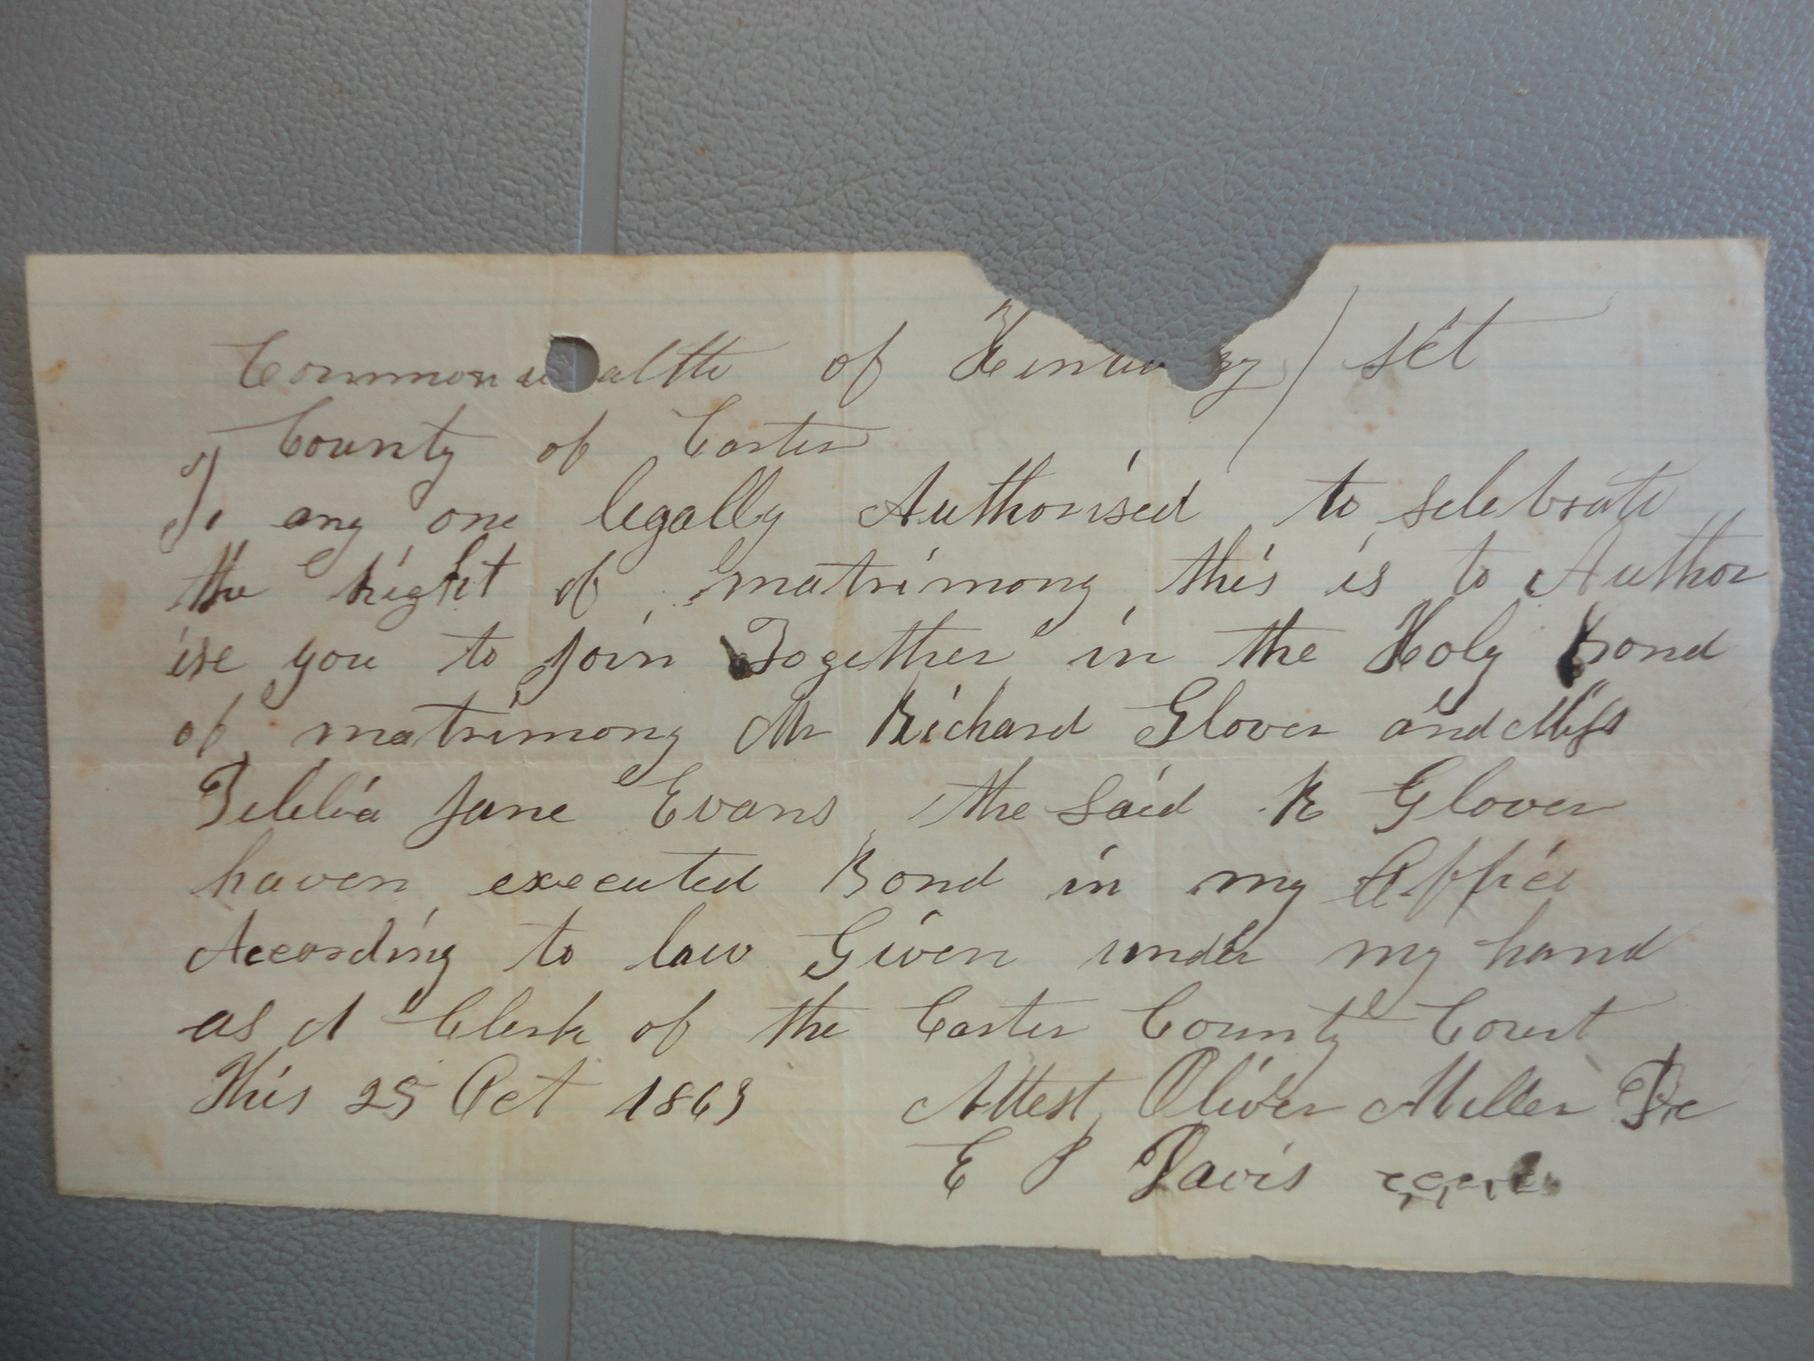 Commonwealth of Kentucky ) sct
County of Carter
To any one legally Authorised to selebrate
the right of matrimony this is to Author
ise you to join Together in the Holy Bond
of matrimony Mr Richard Glover and Miss
Jane Evans the Said R Glover
haven executed Bond in my Office
According to law Given under my hand
as A Clerk of the Carter County Court
This 25 Oct 1863 Attest Oliver Miller
E P Davis